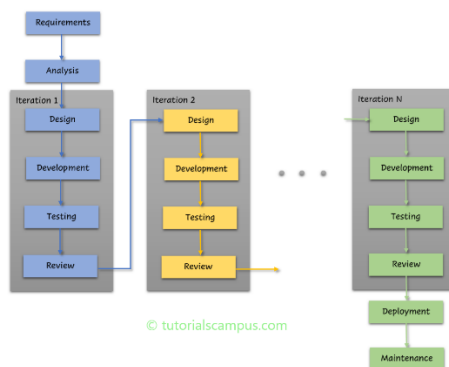 Requirements
Analysis
Iteration 1
Design
Development
Testing
Review
Iteration 2
Design
Development
Testing
Review
Iteration N
Design
Development
Testing
Review
Deployment
Maintenance
© tutorialscampus.com